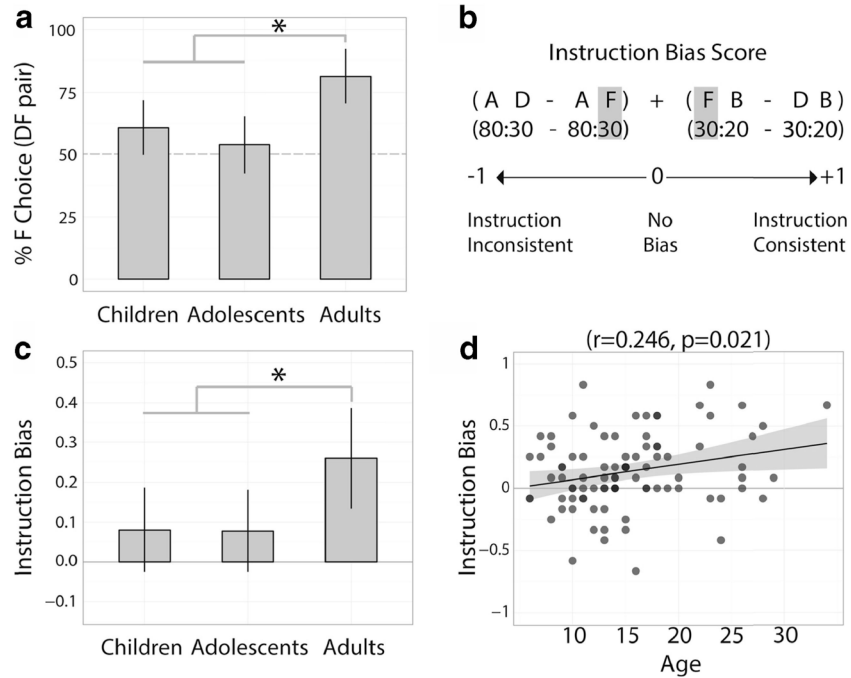 a
% F Choice (DF pair)
100
75
50
25
0
*
Children Adolescents Adults
b
Instruction Bias Score
( A D - A F ) + ( F B - D B )
(80:30 - 80:30) (30:20 - 30:20)
-1 0 +1
Instruction Inconsistent
No Bias
Instruction Consistent
c
Instruction Bias
0.5
0.4
0.3
0.2
0.1
0.0
−0.1
*
Children Adolescents Adults
d
(r=0.246, p=0.021)
Instruction Bias
1
0.5
0
−0.5
−1
10 15 20 25 30
Age